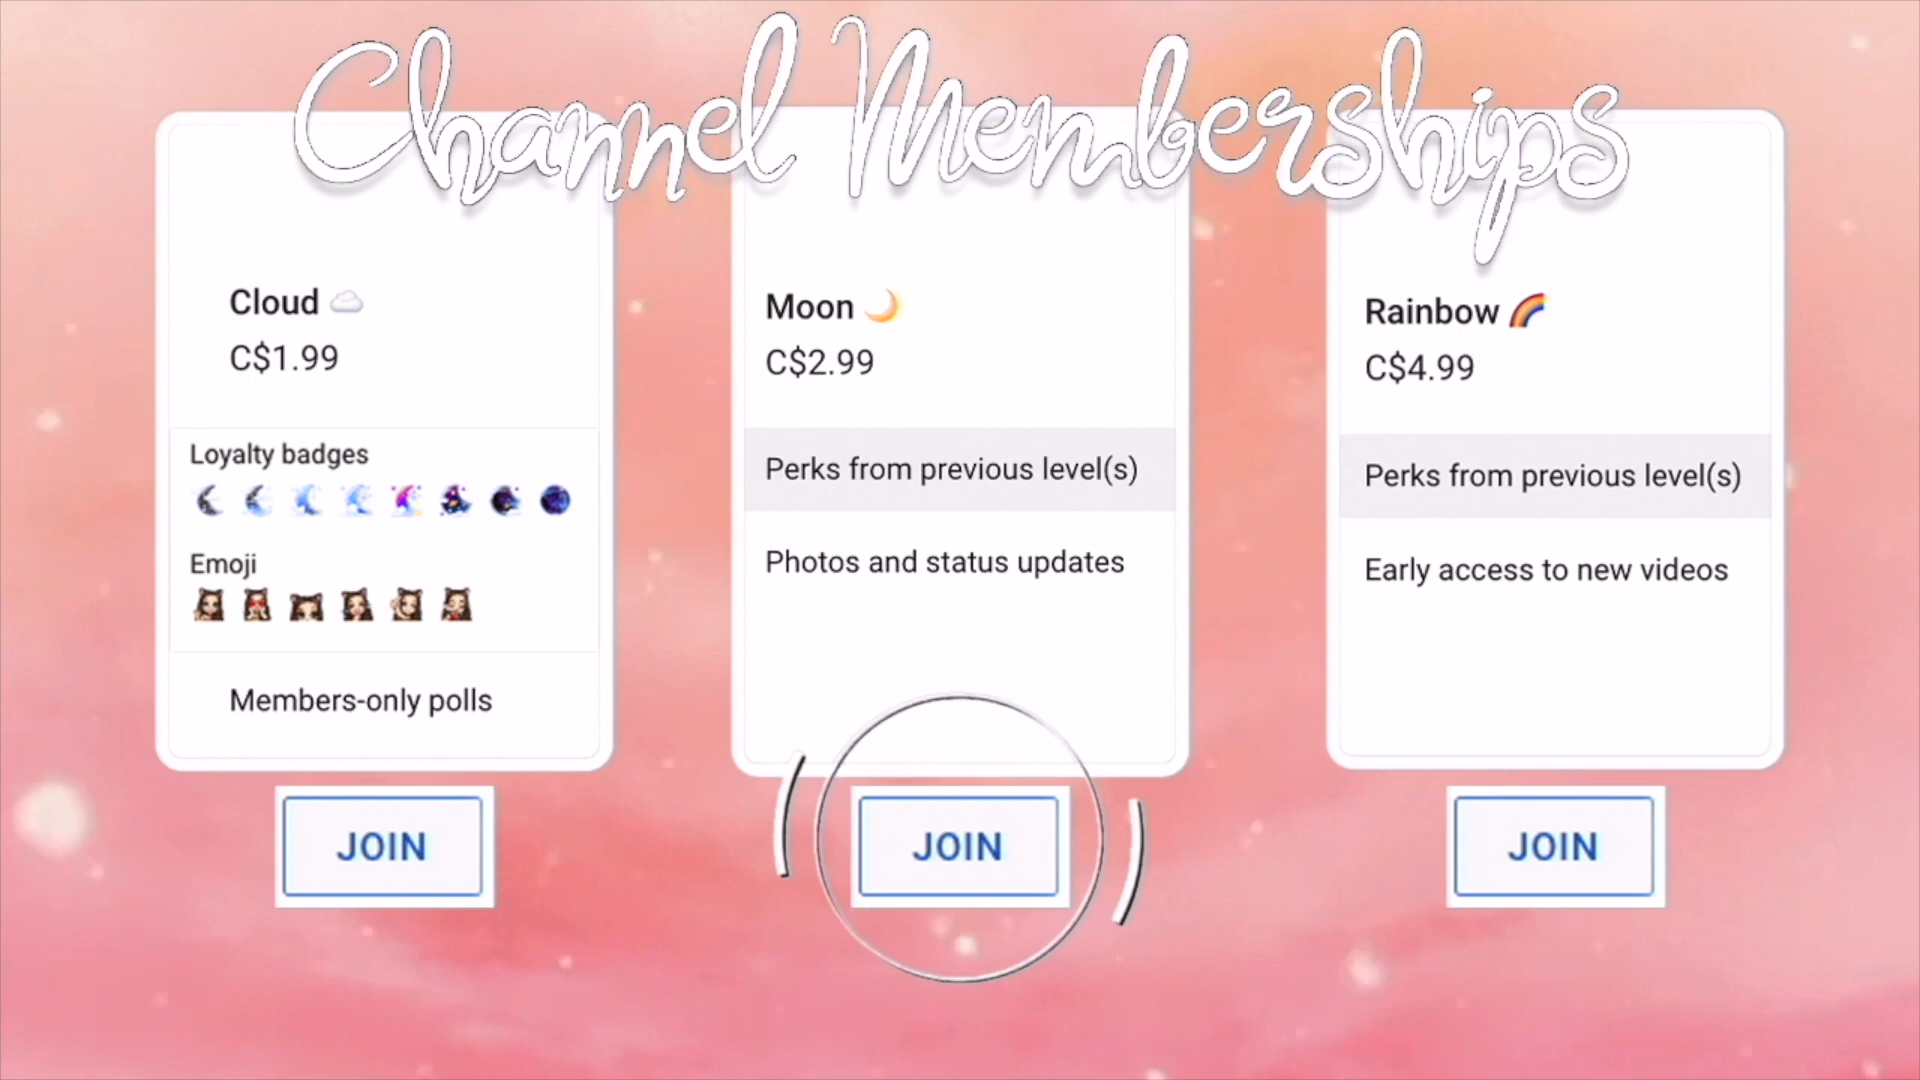 Channel Memberships
Cloud ☁️
C$1.99
Loyalty badges
Emoji
Members-only polls
JOIN
Moon 🌙
C$2.99
Perks from previous level(s)
Photos and status updates
JOIN
Rainbow 🌈
C$4.99
Perks from previous level(s)
Early access to new videos
JOIN